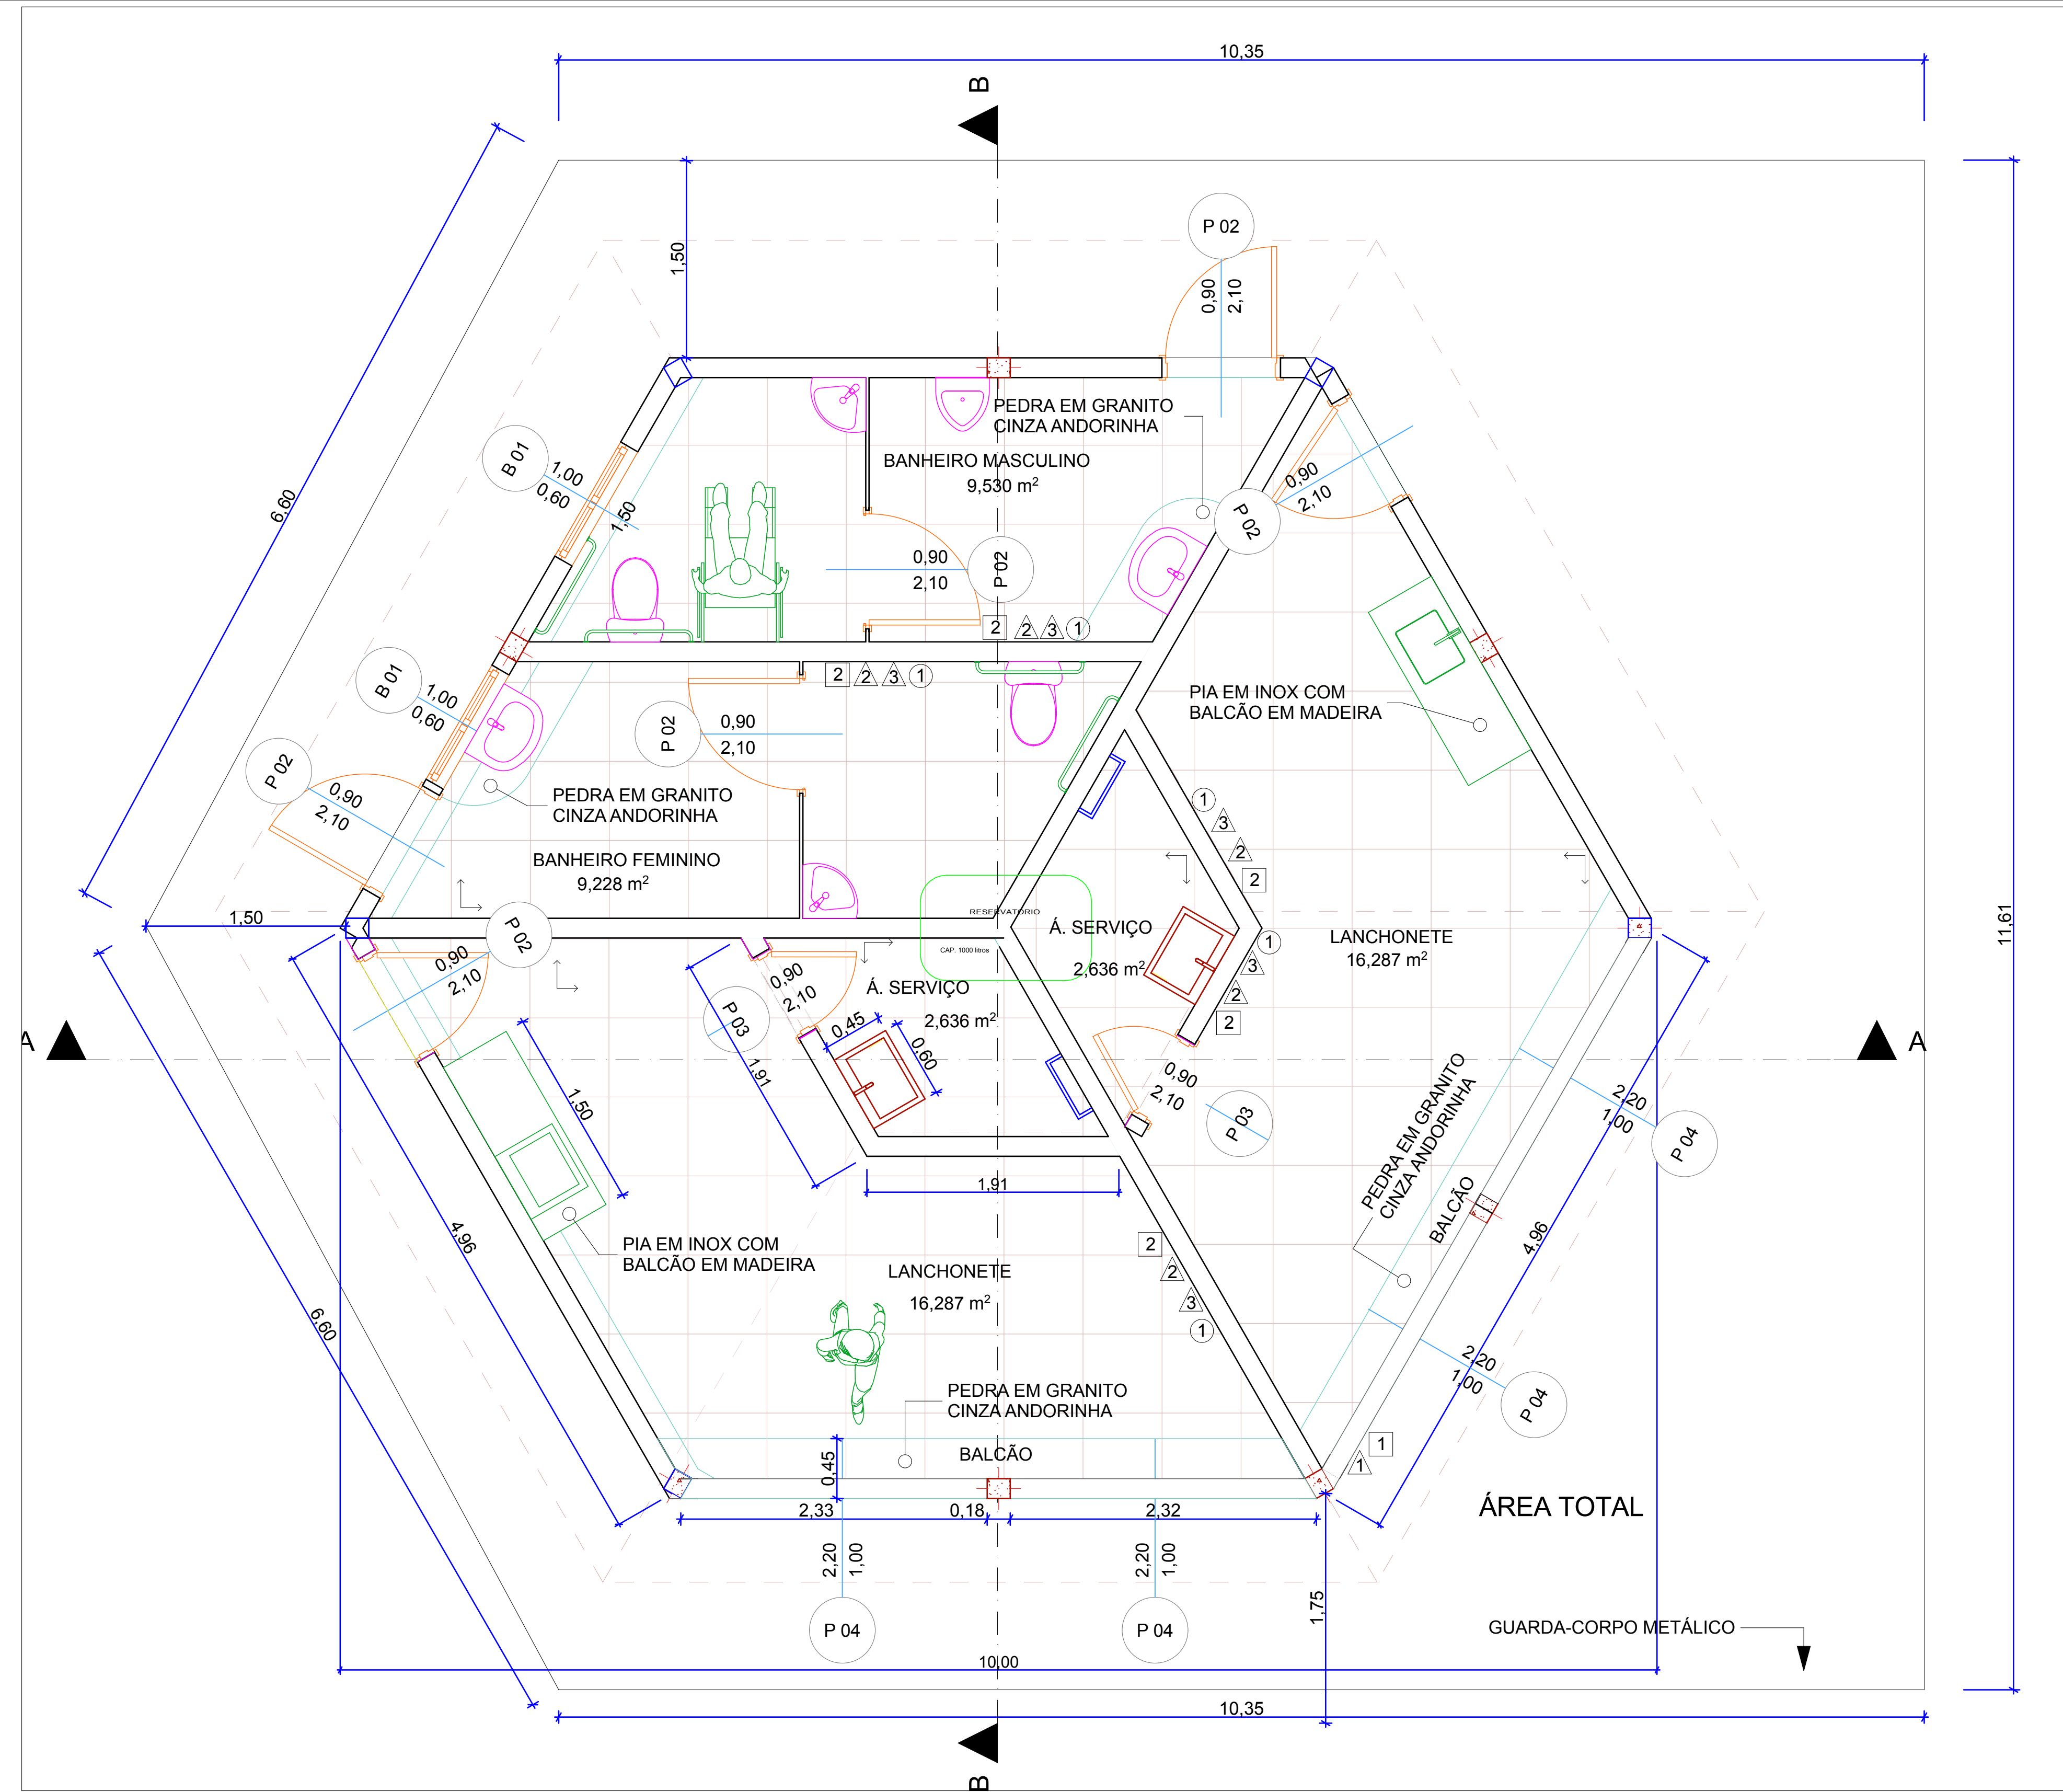 10,35
B
6,60
1,50
P 02
0,90
2,10
B 01
1,00
0,60
1,50
PEDRA EM GRANITO
CINZA ANDORINHA
BANHEIRO MASCULINO
9,530 m²
0,90
2,10
P 02
0,90
2,10
P 02
2 2 3 1
B 01
1,00
0,60
2 2 3 1
P 02
0,90
2,10
PIA EM INOX COM
BALCÃO EM MADEIRA
P 02
0,90
2,10
PEDRA EM GRANITO
CINZA ANDORINHA
BANHEIRO FEMININO
9,228 m²
1
3
2
2
1,50
P 02
0,90
2,10
RESERVATÓRIO
CAP. 1000 litros
Á. SERVIÇO
2,636 m²
1
3
2
2
LANCHONETE
16,287 m²
11,61
Á. SERVIÇO
2,636 m²
0,90
2,10
P 03
0,45
0,60
1,91
A
A
0,90
2,10
P 03
1,50
PEDRA EM GRANITO
CINZA ANDORINHA
BALCÃO
2,20
1,00
P 04
1,91
4,96
4,96
PIA EM INOX COM
BALCÃO EM MADEIRA
LANCHONETE
16,287 m²
2
2
3
1
6,60
2,20
1,00
P 04
PEDRA EM GRANITO
CINZA ANDORINHA
BALCÃO
0,45
1
1
2,33
0,18
2,32
ÁREA TOTAL
2,20
1,00
P 04
2,20
1,00
P 04
1,75
GUARDA-CORPO METÁLICO
10,00
10,35
B